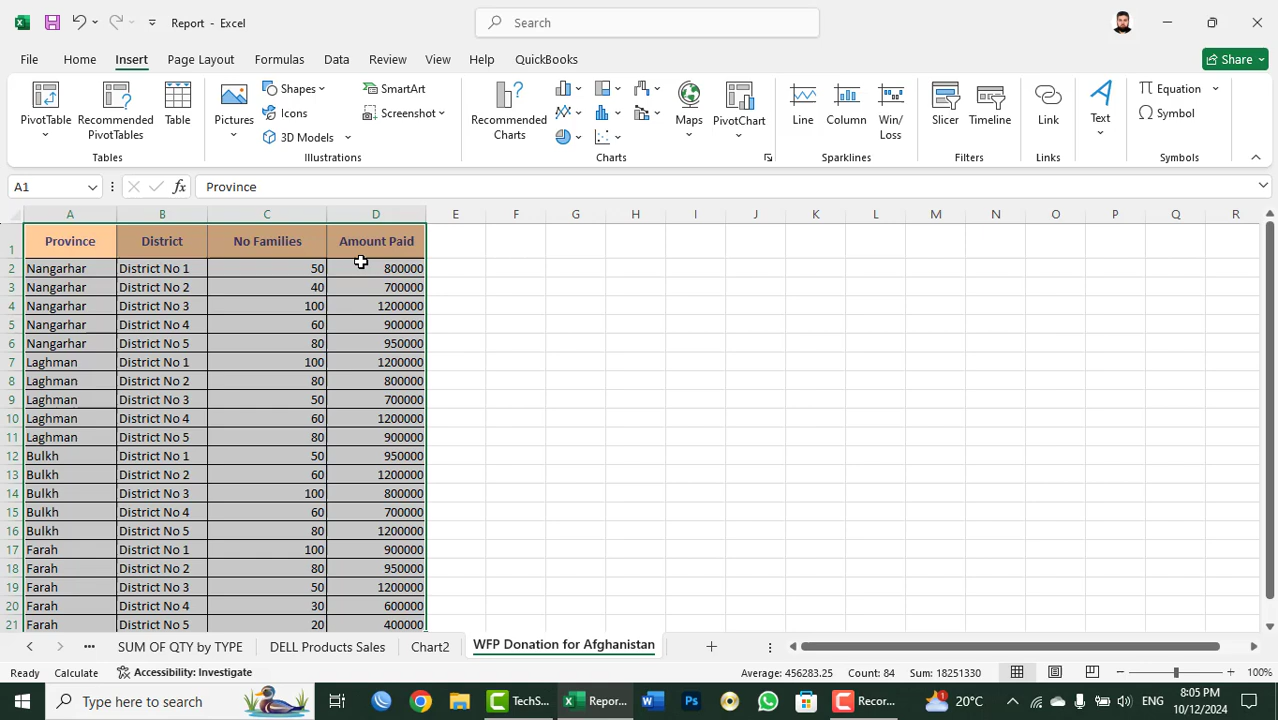 Report - Excel
Search
File Home Insert Page Layout Formulas Data Review View Help QuickBooks Share
PivotTable Recommended PivotTables Table
Tables
Pictures Shapes Icons 3D Models SmartArt Screenshot
Illustrations
Recommended Charts Maps PivotChart
Charts
Line Column Win/Loss
Sparklines
Slicer Timeline
Filters
Link
Links
Text
Equation
Symbol
Symbols
A1 fx Province
A B C D E F G H I J K L M N O P Q R
1 Province District No Families Amount Paid
2 Nangarhar District No 1 50 800000
3 Nangarhar District No 2 40 700000
4 Nangarhar District No 3 100 1200000
5 Nangarhar District No 4 60 900000
6 Nangarhar District No 5 80 950000
7 Laghman District No 1 100 1200000
8 Laghman District No 2 80 800000
9 Laghman District No 3 50 700000
10 Laghman District No 4 60 1200000
11 Laghman District No 5 80 900000
12 Bulkh District No 1 50 950000
13 Bulkh District No 2 60 1200000
14 Bulkh District No 3 100 800000
15 Bulkh District No 4 60 700000
16 Bulkh District No 5 80 1200000
17 Farah District No 1 100 900000
18 Farah District No 2 80 950000
19 Farah District No 3 50 1200000
20 Farah District No 4 30 600000
21 Farah District No 5 20 400000
SUM OF QTY by TYPE DELL Products Sales Chart2 WFP Donation for Afghanistan
Ready Calculate Accessibility: Investigate Average: 456283.25 Count: 84 Sum: 18251330 100%
Type here to search TechS... Repor... Recor... 1 20°C ENG 8:05 PM
10/12/2024